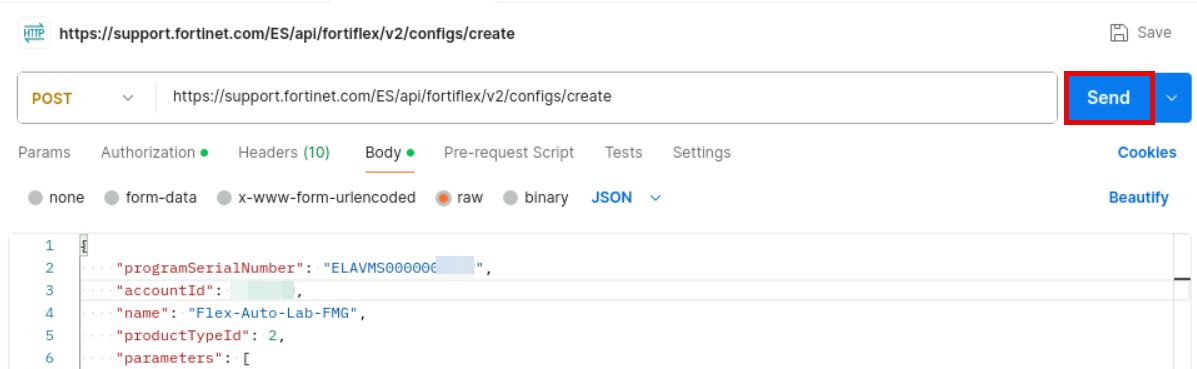 HTTP https://support.fortinet.com/ES/api/fortiflex/v2/configs/create Save
POST https://support.fortinet.com/ES/api/fortiflex/v2/configs/create Send
Params Authorization Headers (10) Body Pre-request Script Tests Settings Cookies
none form-data x-www-form-urlencoded raw binary JSON Beautify
1 {
2 "programSerialNumber": "ELAVMS000000 ",
3 "accountId": ,
4 "name": "Flex-Auto-Lab-FMG",
5 "productTypeId": 2,
6 "parameters": [